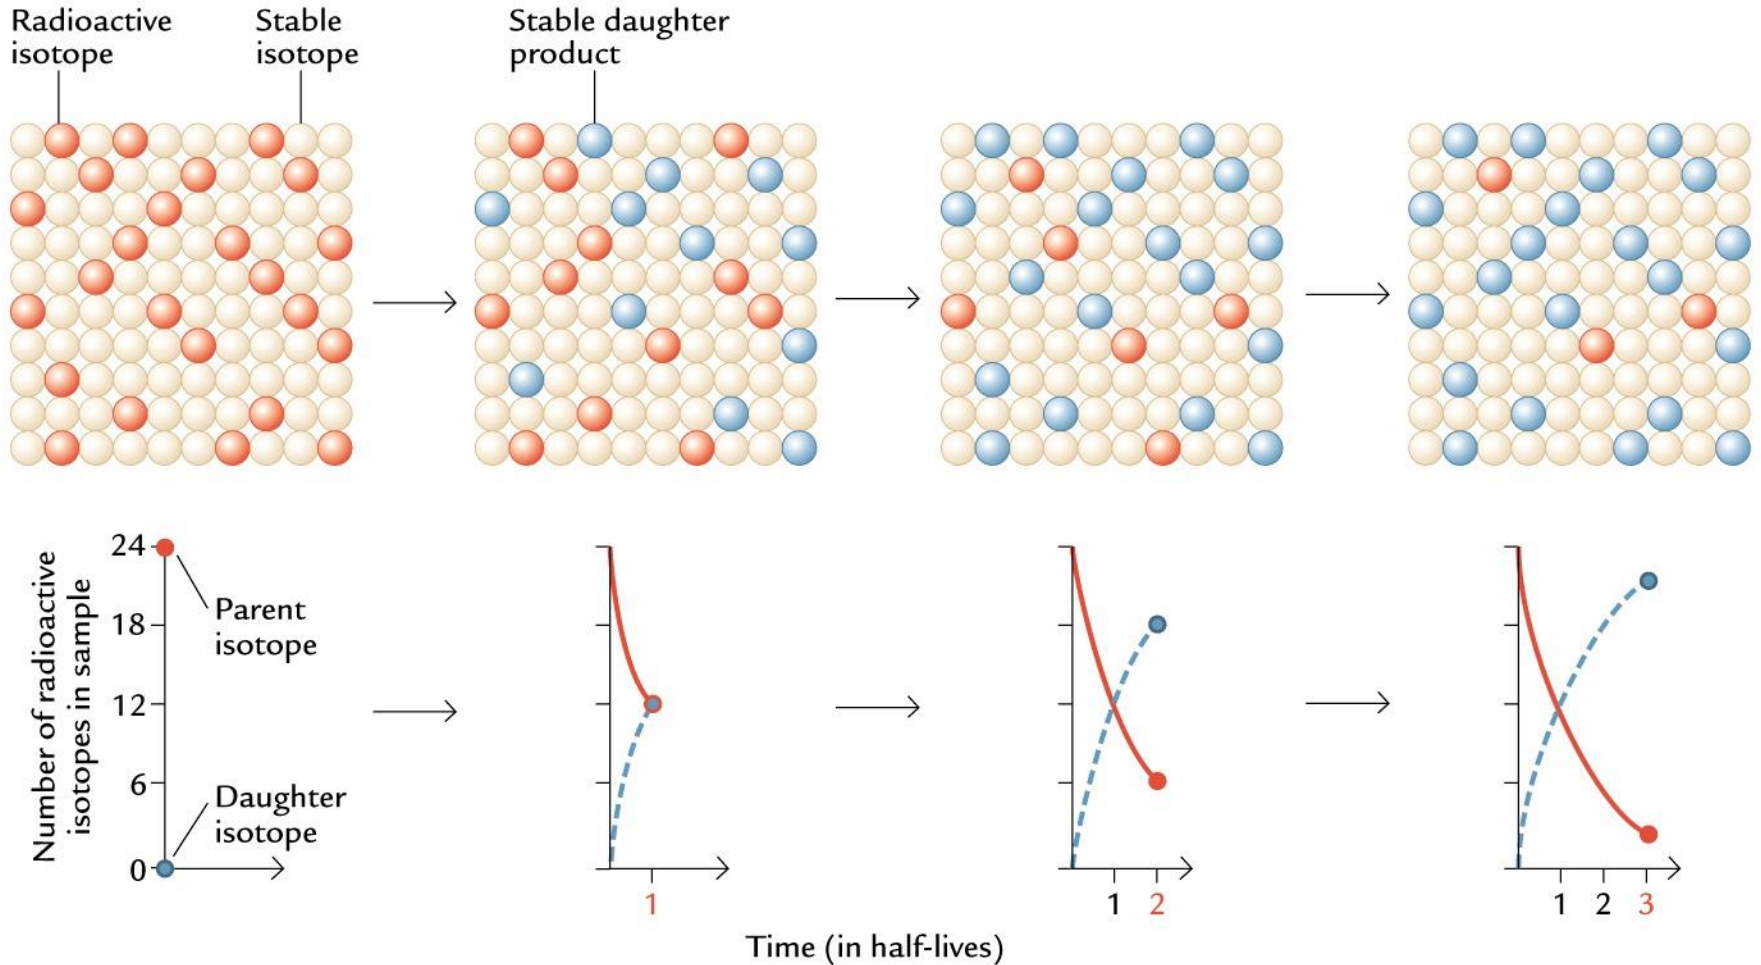 Radioactive
isotope
Stable
isotope
Stable daughter
product
Number of radioactive
isotopes in sample
24
18
12
6
0
Parent
isotope
Daughter
isotope
1
1 2
1 2 3
Time (in half-lives)